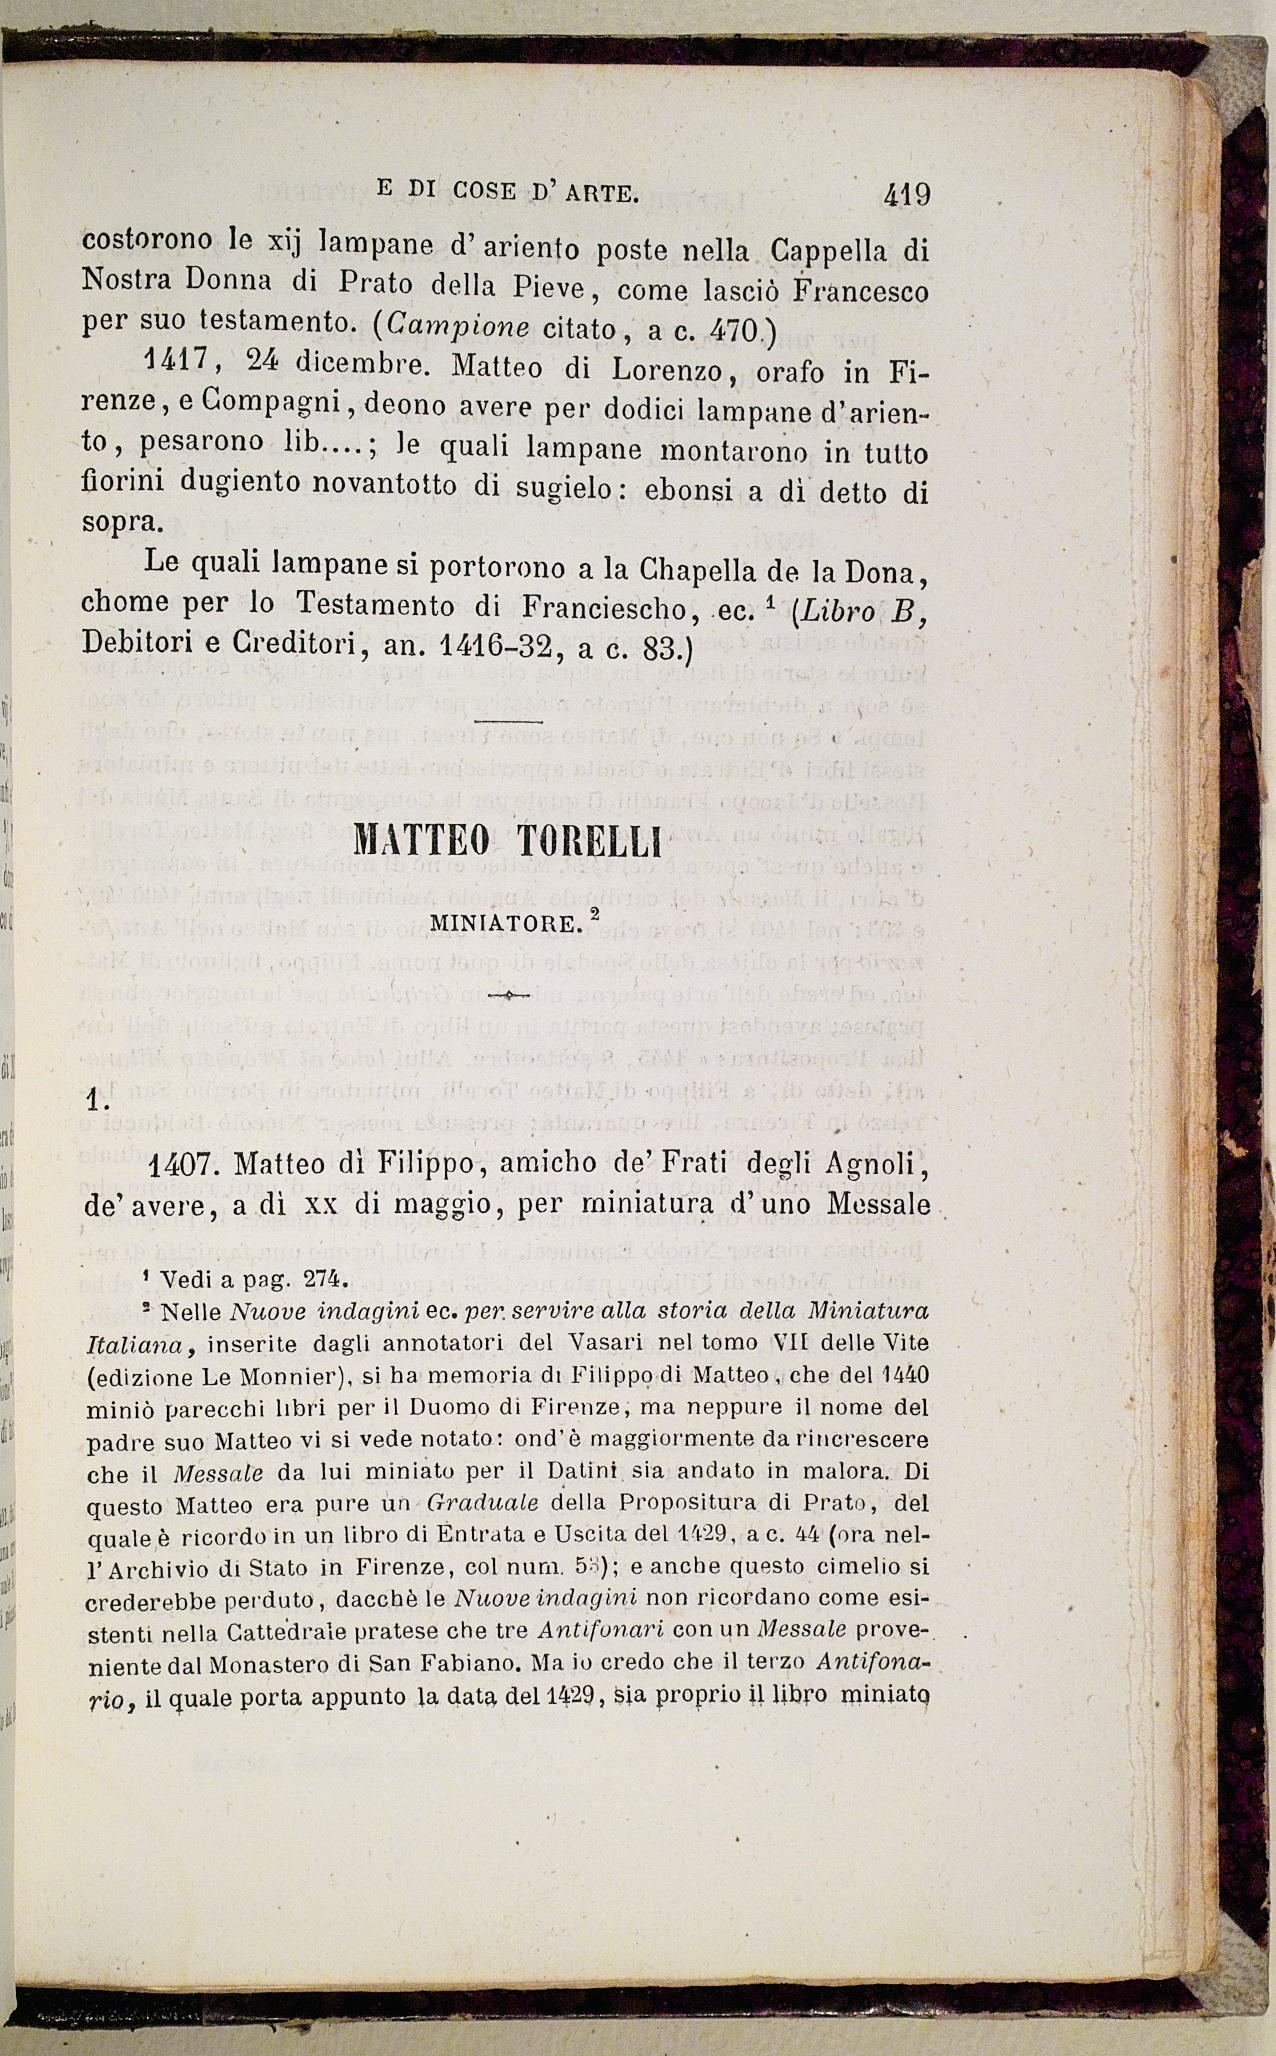 E DI COSE D' ARTE. 419
costorono le xij lampane d' ariento poste nella Cappella di
Nostra Donna di Prato della Pieve, come lasciò Francesco
per suo testamento. (Campione citato, a c. 470.)
1417, 24 dicembre. Matteo di Lorenzo, orafo in Fi-
renze, e Compagni, deono avere per dodici lampane d'arien-
to, pesarono lib....; le quali lampane montarono in tutto
fiorini dugiento novantotto di sugielo: ebonsi a dì detto di
sopra.
Le quali lampane si portorono a la Chapella de la Dona,
chome per lo Testamento di Franciescho, ec. ¹ (Libro B,
Debitori e Creditori, an. 1416-32, a c. 83.)
MATTEO TORELLI
MINIATORE. ²
1.
1407. Matteo dì Filippo, amicho de' Frati degli Agnoli,
de' avere, a dì xx di maggio, per miniatura d' uno Messale
¹ Vedi a pag. 274.
² Nelle Nuove indagini ec. per servire alla storia della Miniatura
Italiana, inserite dagli annotatori del Vasari nel tomo VII delle Vite
(edizione Le Monnier), si ha memoria di Filippo di Matteo, che del 1440
miniò parecchi libri per il Duomo di Firenze, ma neppure il nome del
padre suo Matteo vi si vede notato: ond'è maggiormente da rincrescere
che il Messale da lui miniato per il Datini sia andato in malora. Di
questo Matteo era pure un Graduale della Propositura di Prato, del
quale è ricordo in un libro di Entrata e Uscita del 1429, a c. 44 (ora nel-
l' Archivio di Stato in Firenze, col num. ); e anche questo cimelio si
crederebbe perduto, dacchè le Nuove indagini non ricordano come esi-
stenti nella Cattedrale pratese che tre Antifonari con un Messale prove-
niente dal Monastero di San Fabiano. Ma io credo che il terzo Antifona-
rio, il quale porta appunto la data del 1429, sia proprio il libro miniato